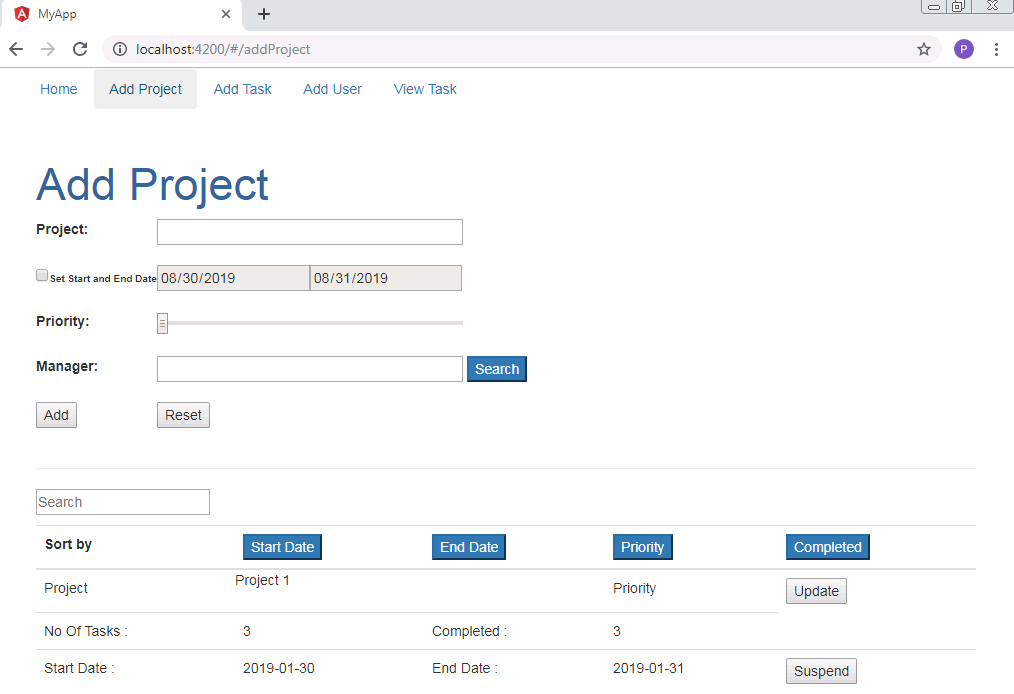 MyApp
localhost:4200/#/addProject
P
Home Add Project Add Task Add User View Task
Add Project
Project:
Set Start and End Date 08/30/2019 08/31/2019
Priority:
Manager: Search
Add Reset
Search
Sort by Start Date End Date Priority Completed
Project Project 1 Priority Update
No Of Tasks : 3 Completed : 3
Start Date : 2019-01-30 End Date : 2019-01-31 Suspend